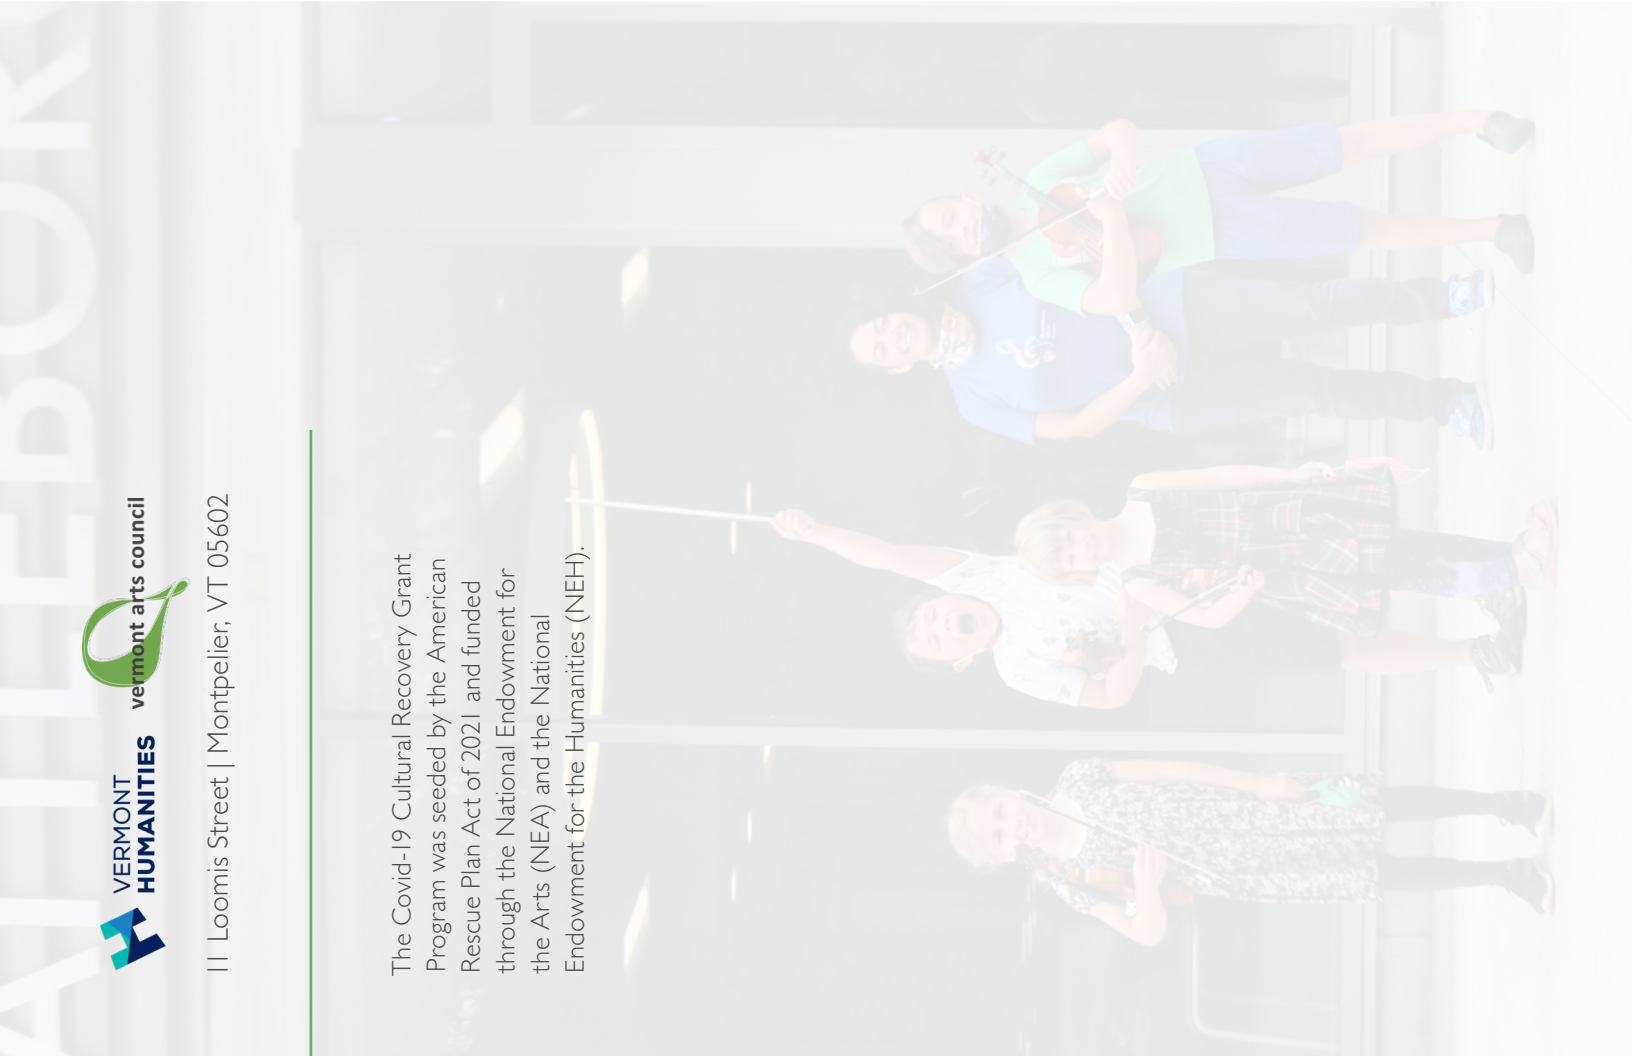 VERMONT
HUMANITIES
vermont arts council
11 Loomis Street | Montpelier, VT 05602
The Covid-19 Cultural Recovery Grant
Program was seeded by the American
Rescue Plan Act of 2021 and funded
through the National Endowment for
the Arts (NEA) and the National
Endowment for the Humanities (NEH).
ATTLEBOR